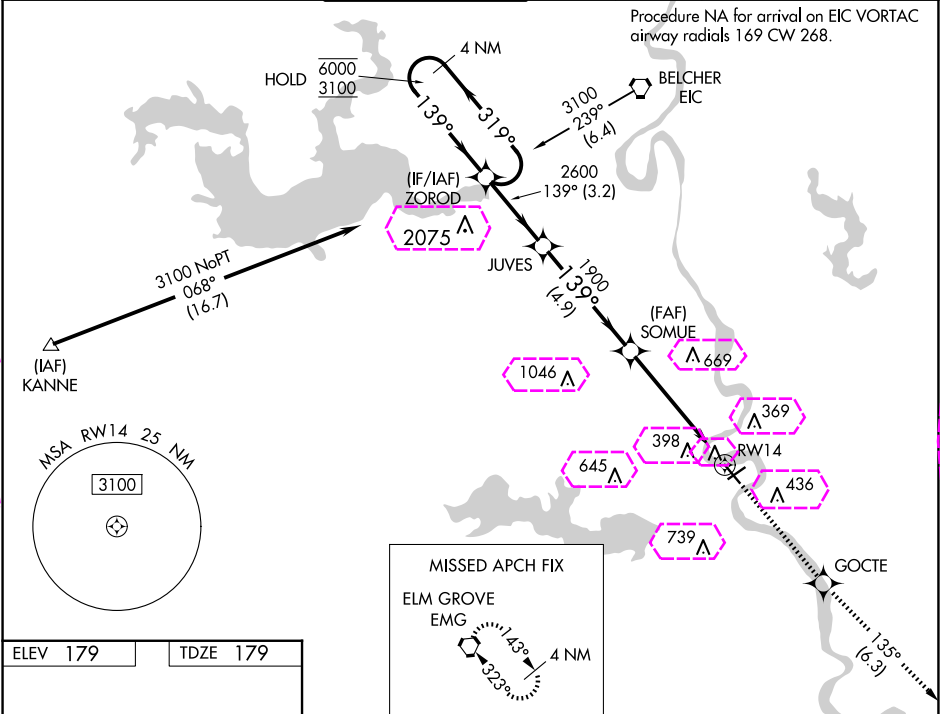 Procedure NA for arrival on EIC VORTAC
airway radials 169 CW 268.
4 NM
HOLD
6000
3100
139°
319°
BELCHER
EIC
3100
239°
(6.4)
(IF/IAF)
ZOROD
2600
139° (3.2)
2075
JUVES
3100 NoPT
068°
(16.7)
1900
139°
(4.9)
(IAF)
KANNE
(FAF)
SOMUE
669
1046
369
398
RW14
645
436
739
MSA RW14 25 NM
3100
GOCTE
135°
(6.3)
MISSED APCH FIX
ELM GROVE
EMG
143°
4 NM
323°
ELEV 179
TDZE 179